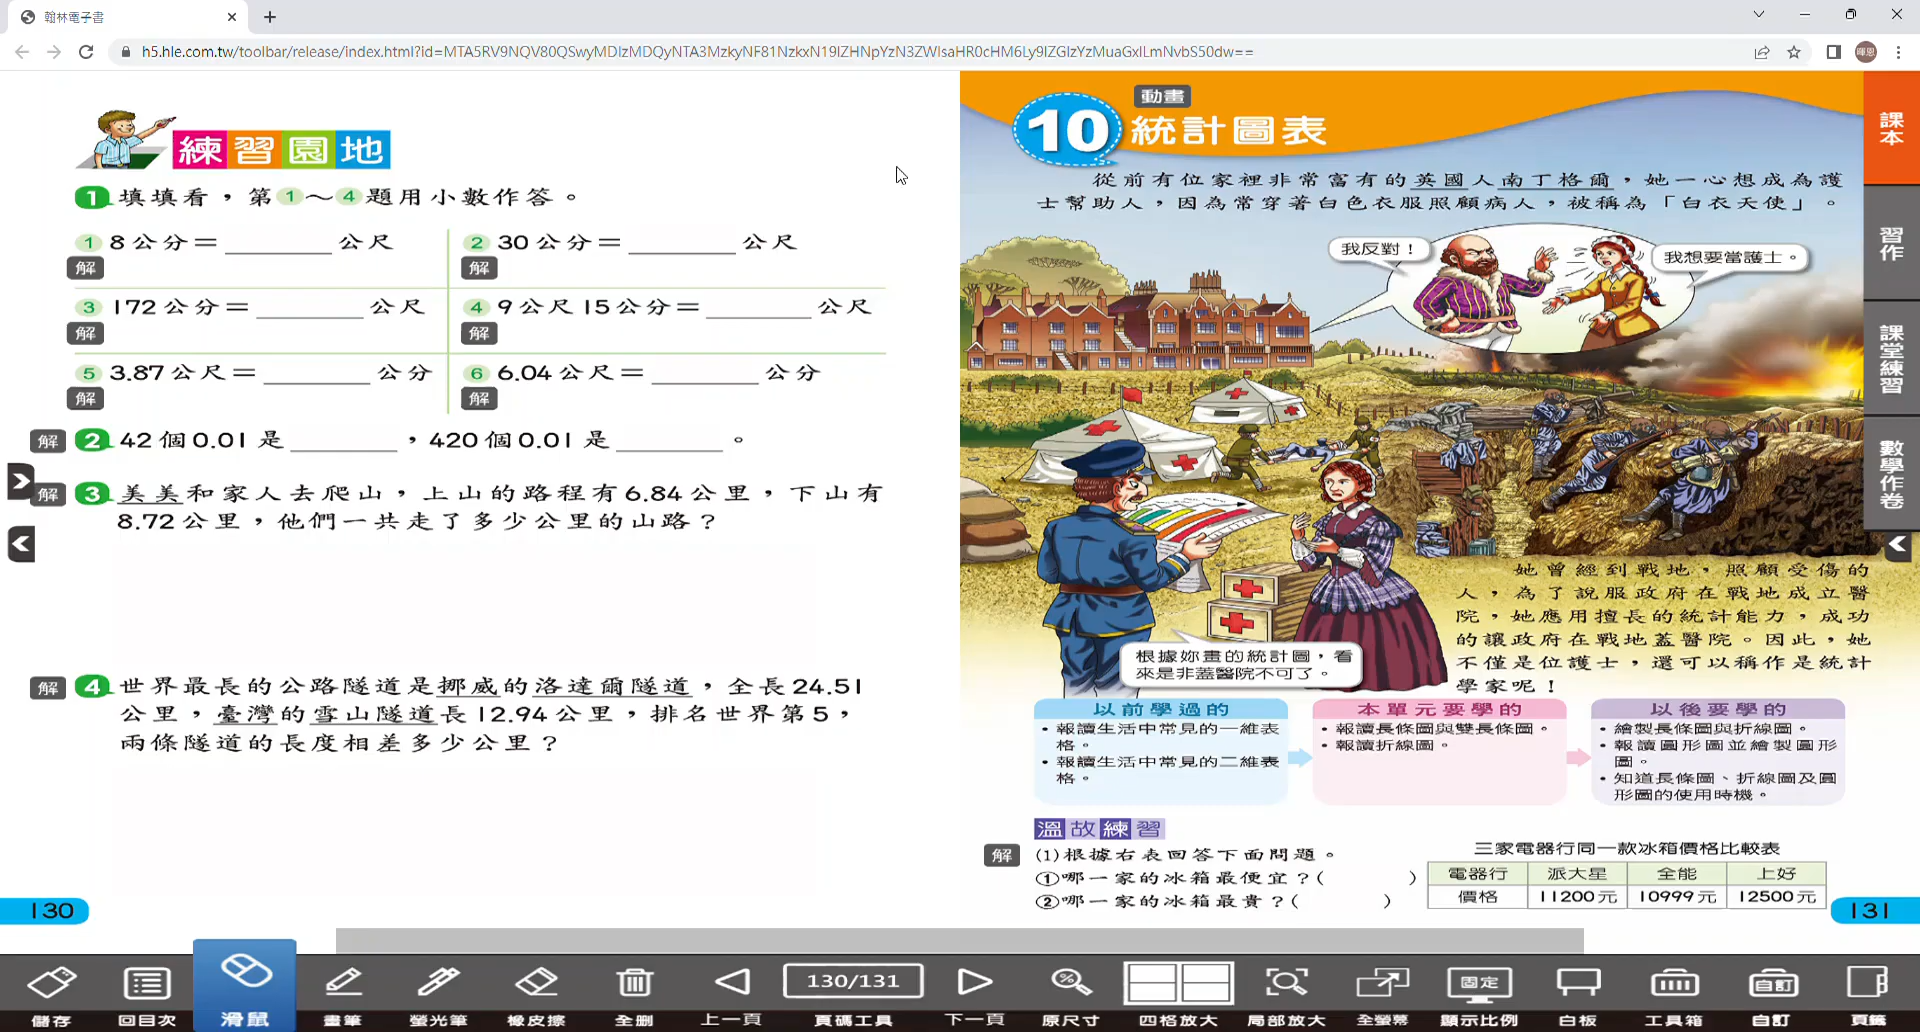 翰林電子書
h5.hle.com.tw/toolbar/release/index.html?id=MTA5RV9NQV80QSwyMDIzMDQyNTA3MzkyNF81NzkxN19lZHNpYzN3ZWIsaHR0cHM6Ly9lZGlzYzMuaGxlLmNvbS50dw==
練習園地
1 填填看，第1～4題用小數作答。
1 8公分＝ 公尺
解
2 30公分＝ 公尺
解
3 172公分＝ 公尺
解
4 9公尺15公分＝ 公尺
解
5 3.87公尺＝ 公分
解
6 6.04公尺＝ 公分
解
解 2 42個0.01是 ，420個0.01是 。
解 3 美美和家人去爬山，上山的路程有6.84公里，下山有
8.72公里，他們一共走了多少公里的山路？
解 4 世界最長的公路隧道是挪威的洛達爾隧道，全長24.51
公里，臺灣的雪山隧道長12.94公里，排名世界第5，
兩條隧道的長度相差多少公里？
130
動畫
10 統計圖表
從前有位家裡非常富有的英國人南丁格爾，她一心想成為護
士幫助人，因為常穿著白色衣服照顧病人，被稱為「白衣天使」。
我反對！
我想要當護士。
她曾經到戰地，照顧受傷的
人，為了說服政府在戰地成立醫
院，她應用擅長的統計能力，成功
的讓政府在戰地蓋醫院。因此，她
不僅是位護士，還可以稱作是統計
學家呢！
根據妳畫的統計圖，看
來是非蓋醫院不可了。
以前學過的
•報讀生活中常見的一維表
格。
•報讀生活中常見的二維表
格。
本單元要學的
•報讀長條圖與雙長條圖。
•報讀折線圖。
以後要學的
•繪製長條圖與折線圖。
•報讀圓形圖並繪製圓形
圖。
•知道長條圖、折線圖及圓
形圖的使用時機。
溫故練習
解 (1)根據右表回答下面問題。
①哪一家的冰箱最便宜？( )
②哪一家的冰箱最貴？( )
三家電器行同一款冰箱價格比較表
電器行 派大星 全能 上好
價格 11200元 10999元 12500元
131
課本
習作
課堂練習
數學作卷
130/131
固定
自訂
儲存 回目次 滑鼠 畫筆 螢光筆 橡皮擦 全刪 上一頁 頁碼工具 下一頁 原尺寸 四格放大 局部放大 全螢幕 顯示比例 白板 工具箱 自訂 頁籤